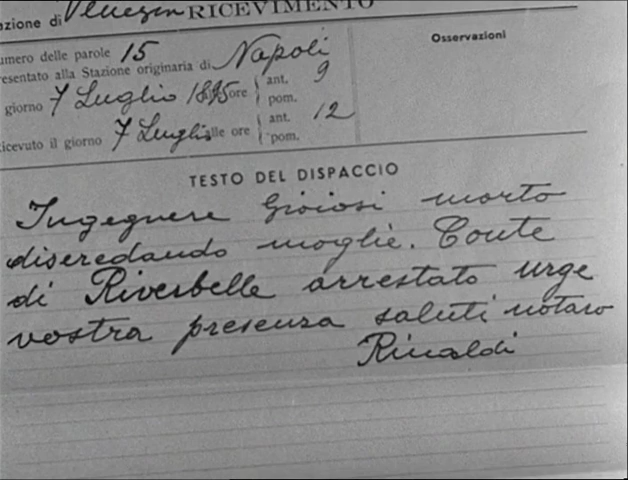 azione di RICEVIMENTO
umero delle parole 15
resentato alla Stazione originaria di Napoli
giorno 7 Luglio 1895 ore ant. 9
pom.
icevuto il giorno 7 Luglio alle ore ant. 12
pom.
Osservazioni
TESTO DEL DISPACCIO
Ingegnere Gioiosi morto
diseredando moglie. Conte
di Riverbelle arrestato urge
vostra presenza saluti notaro
Rinaldi